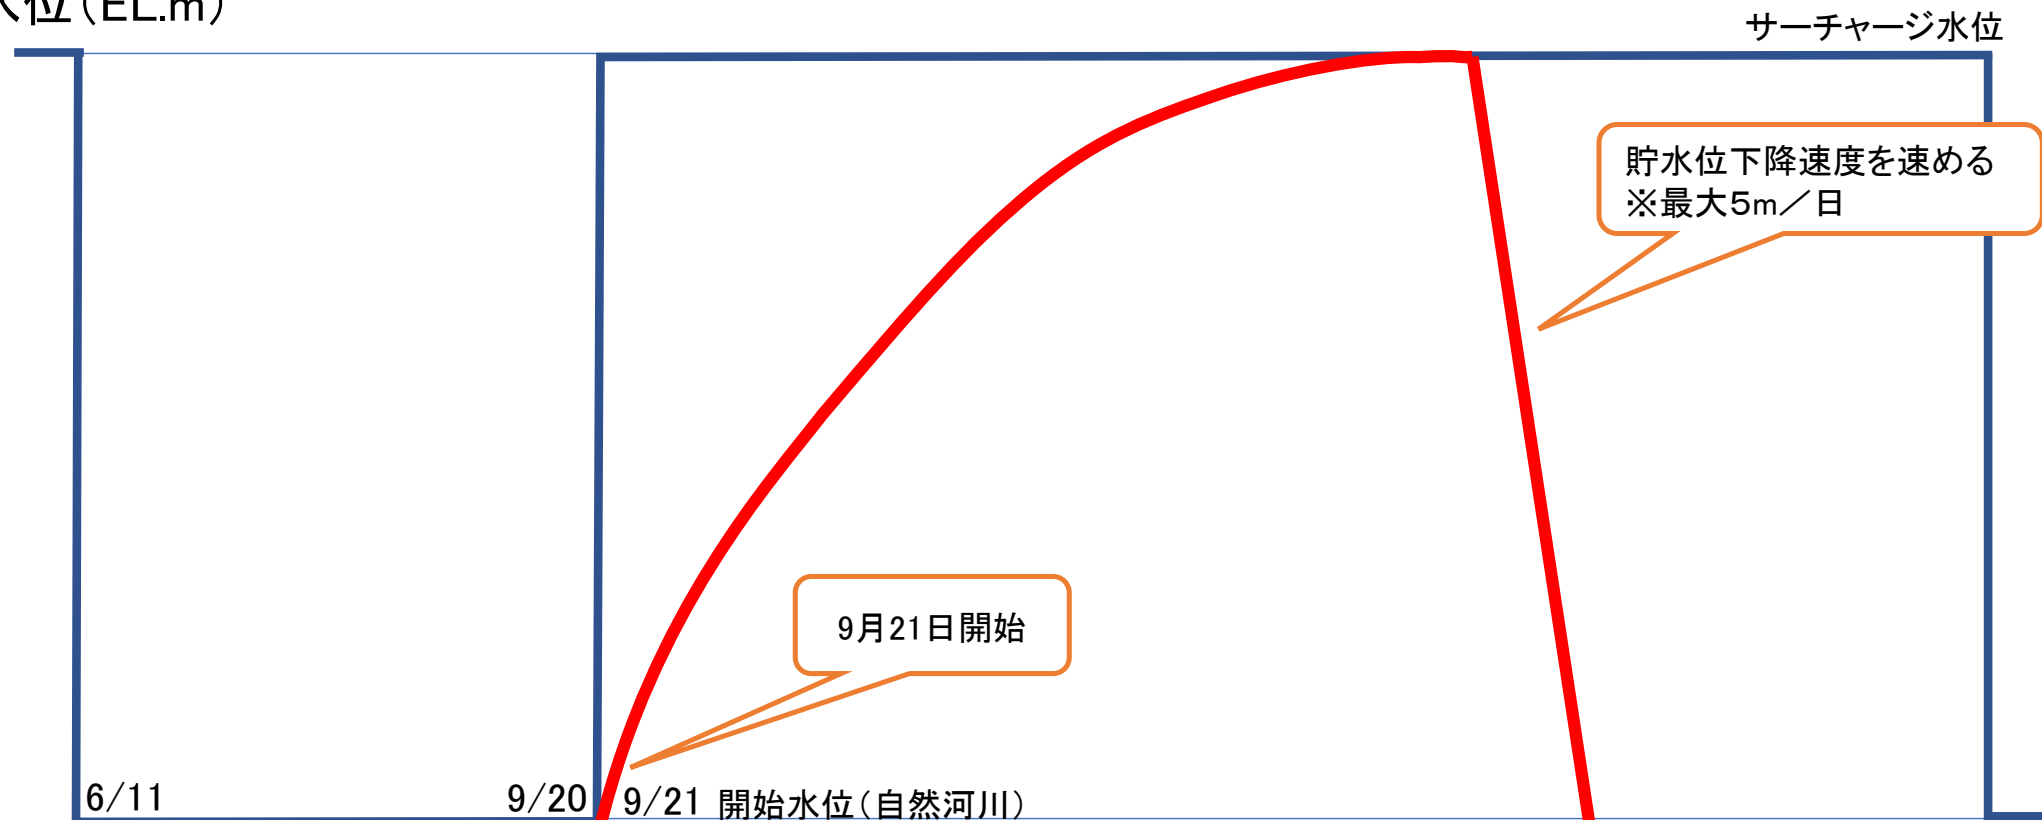 位（EL.m）
サーチャージ水位
貯水位下降速度を速める
※最大5m／日
9月21日開始
6/11
9/20
9/21 開始水位（自然河川）